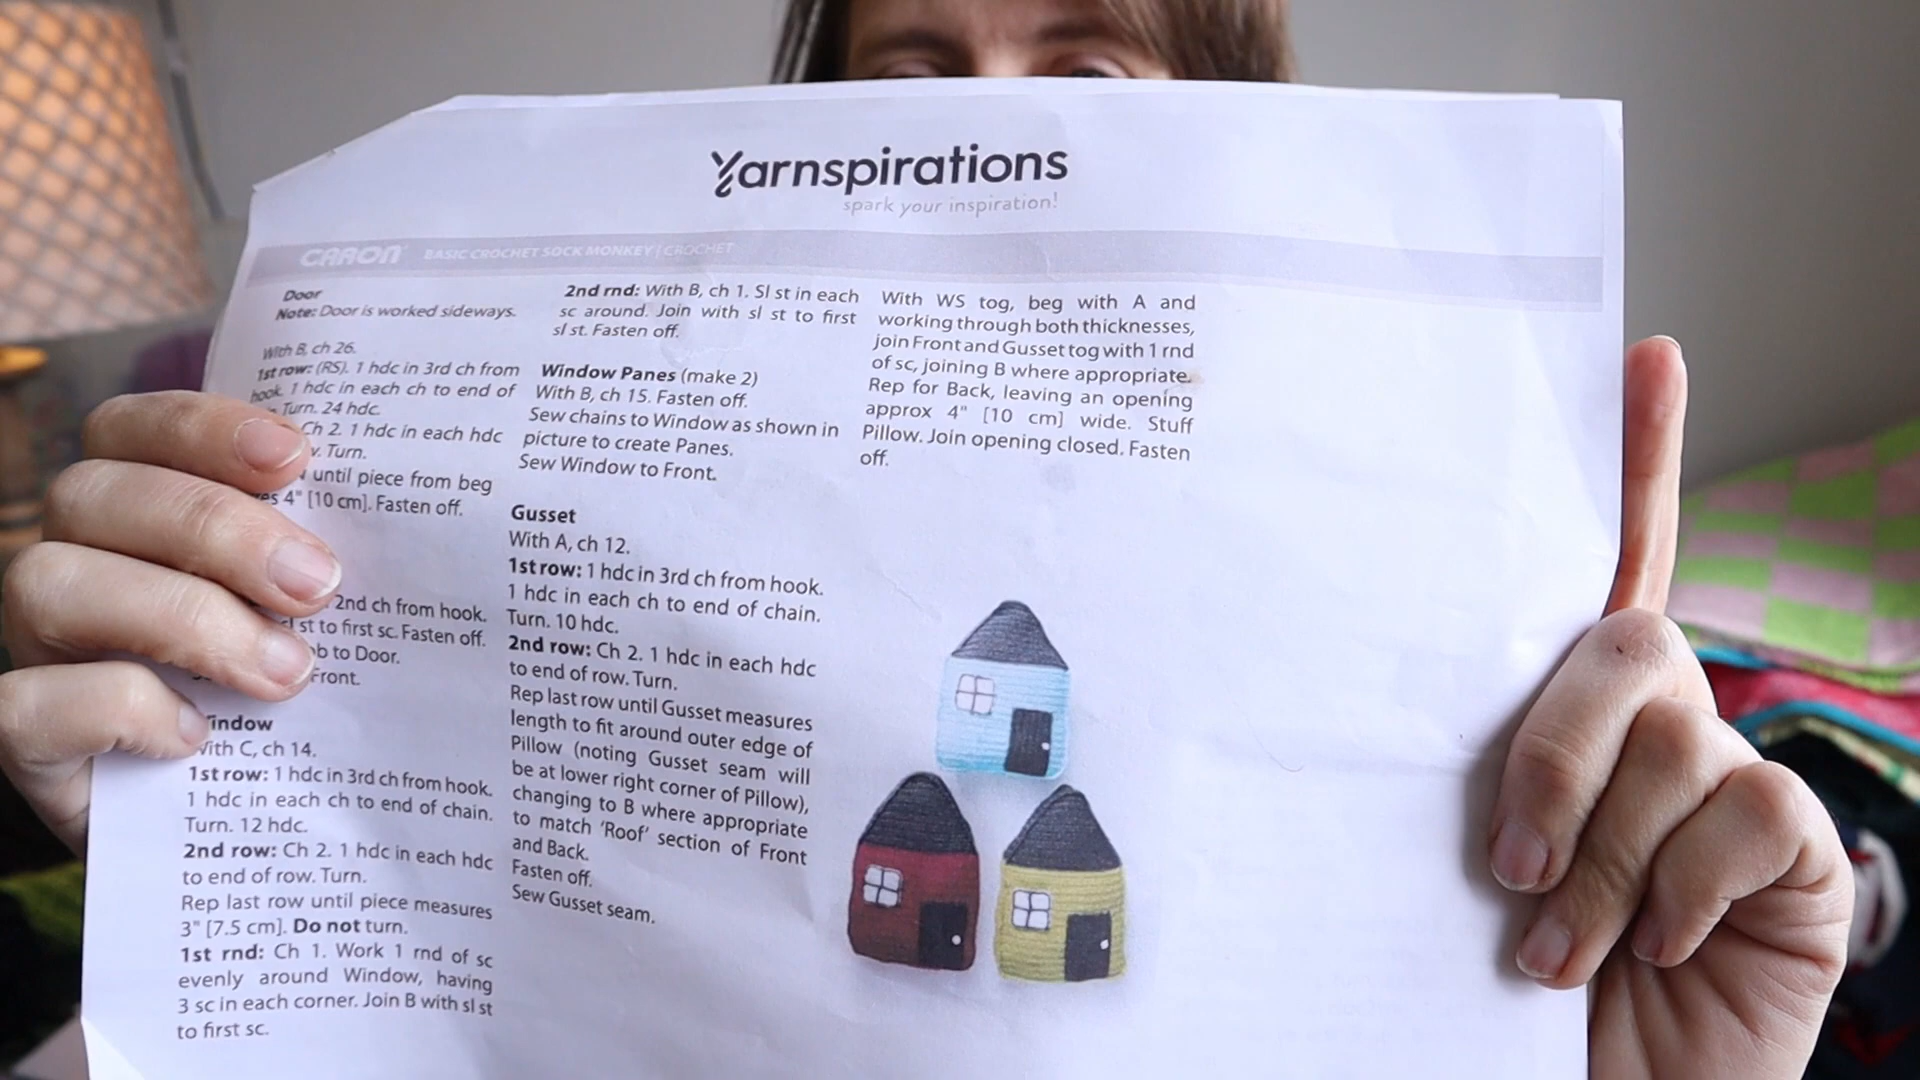 Yarnspirations
spark your inspiration!
CARON BASIC CROCHET SOCK MONKEY | CROCHET
Door
Note: Door is worked sideways.
With B, ch 26.
1st row: (RS). 1 hdc in 3rd ch from
hook. 1 hdc in each ch to end of
Turn. 24 hdc.
Ch 2. 1 hdc in each hdc
Turn.
until piece from beg
4" [10 cm]. Fasten off.
2nd ch from hook.
st to first sc. Fasten off.
to Door.
Front.
With C, ch 14.
1st row: 1 hdc in 3rd ch from hook.
1 hdc in each ch to end of chain.
Turn. 12 hdc.
2nd row: Ch 2. 1 hdc in each hdc
to end of row. Turn.
Rep last row until piece measures
3" [7.5 cm]. Do not turn.
1st rnd: Ch 1. Work 1 rnd of sc
evenly around Window, having
3 sc in each corner. Join B with sl st
to first sc.
2nd rnd: With B, ch 1. Sl st in each
sc around. Join with sl st to first
sl st. Fasten off.
Window Panes (make 2)
With B, ch 15. Fasten off.
Sew chains to Window as shown in
picture to create Panes.
Sew Window to Front.
Gusset
With A, ch 12.
1st row: 1 hdc in 3rd ch from hook.
1 hdc in each ch to end of chain.
Turn. 10 hdc.
2nd row: Ch 2. 1 hdc in each hdc
to end of row. Turn.
Rep last row until Gusset measures
length to fit around outer edge of
Pillow (noting Gusset seam will
be at lower right corner of Pillow),
changing to B where appropriate
to match 'Roof' section of Front
and Back.
Fasten off.
Sew Gusset seam.
With WS tog, beg with A and
working through both thicknesses,
join Front and Gusset tog with 1 rnd
of sc, joining B where appropriate.
Rep for Back, leaving an opening
approx 4" [10 cm] wide. Stuff
Pillow. Join opening closed. Fasten
off.